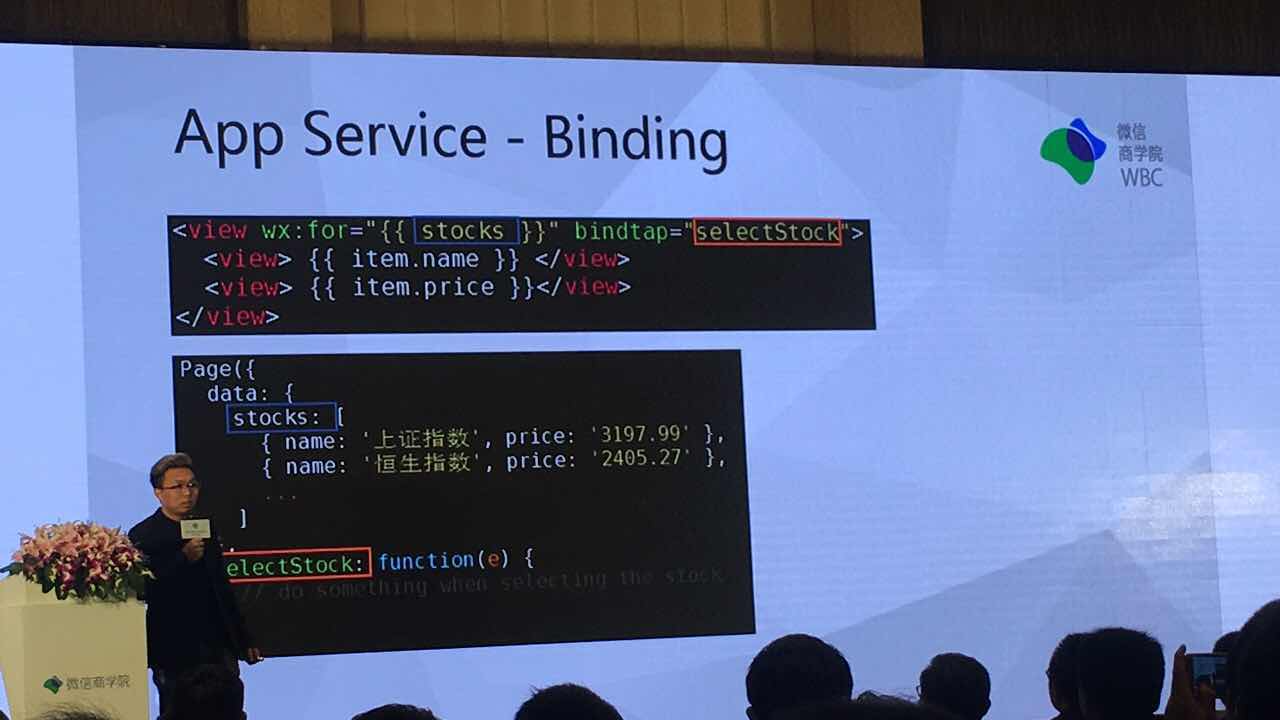 App Service - Binding
微信
商学院
WBC
<view wx:for="{{ stocks }}" bindtap="selectStock">
<view> {{ item.name }} </view>
<view> {{ item.price }}</view>
</view>
Page({
data: {
stocks: [
{ name: '上证指数', price: '3197.99' },
{ name: '恒生指数', price: '2405.27' },
...
]
electStock: function(e) {
// do something when selecting the stock
微信商学院